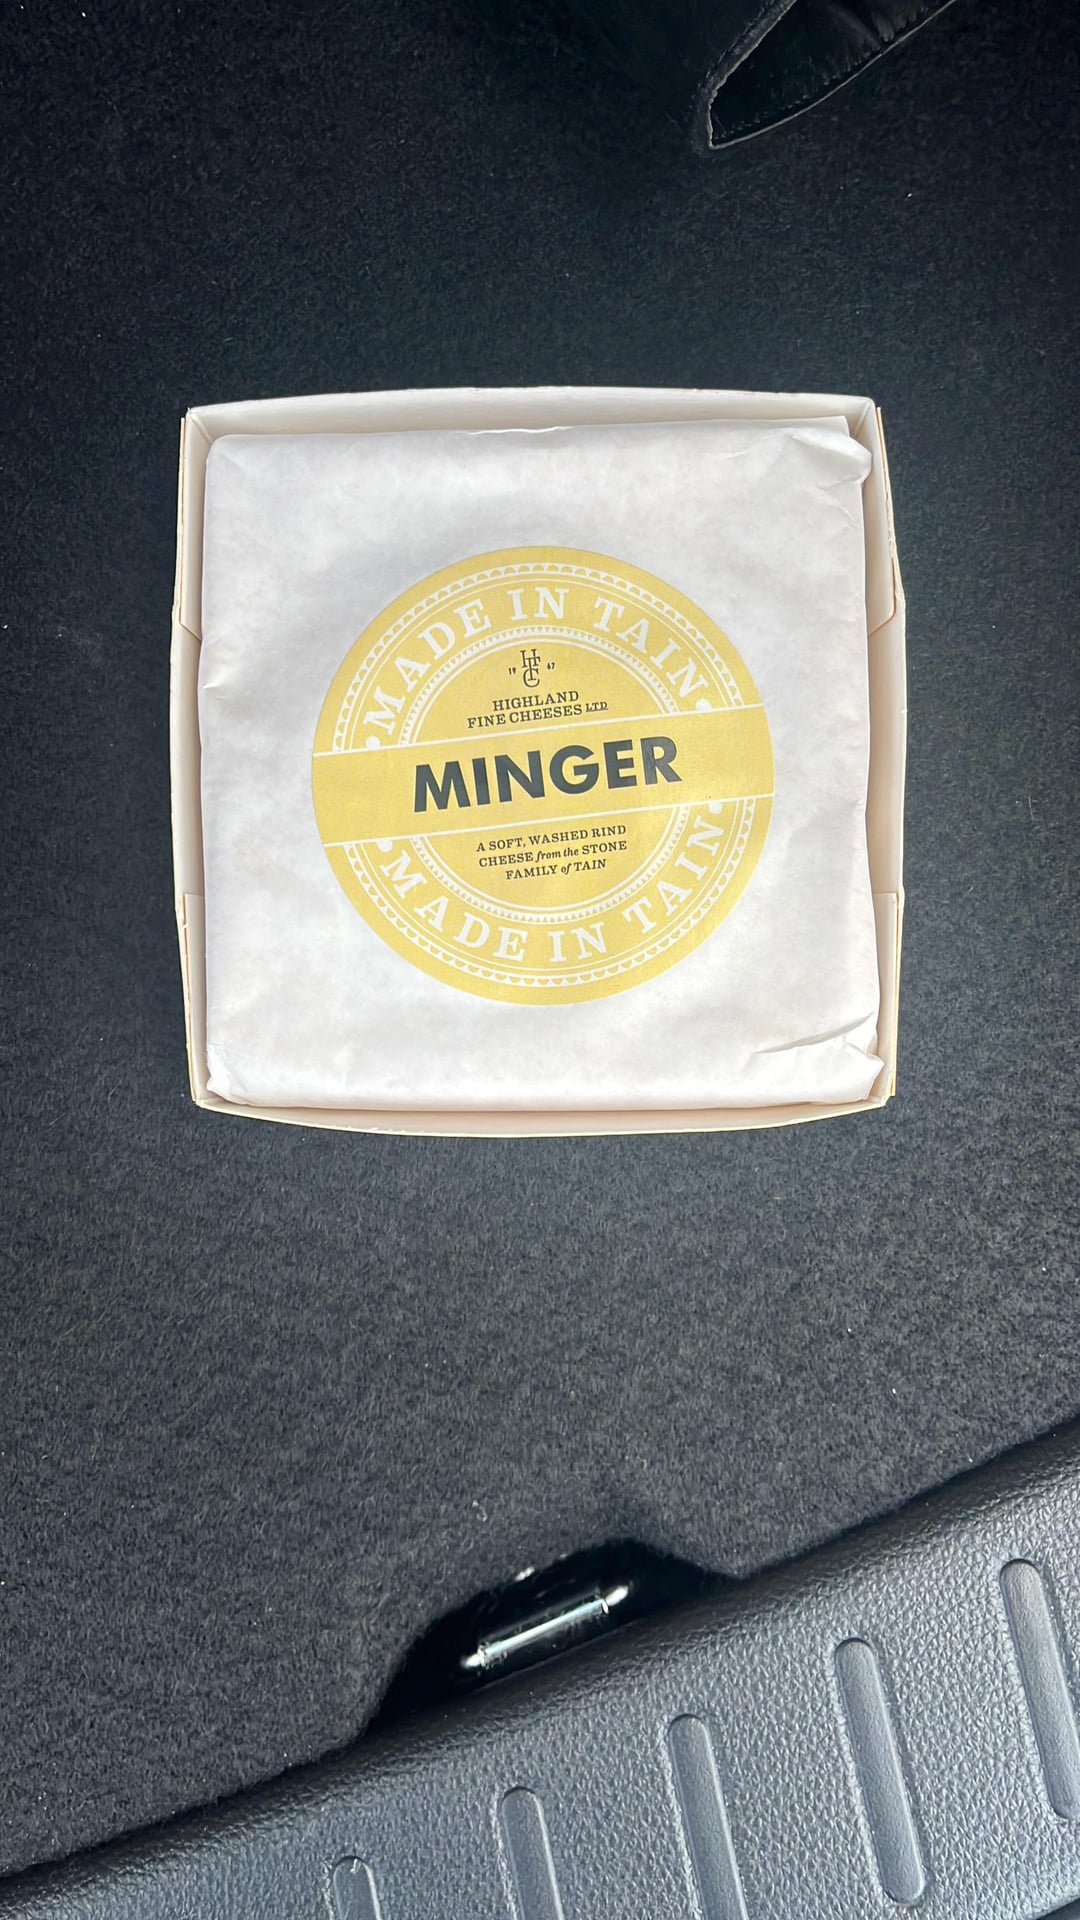 MADE IN TAIN
19 HFC 67
HIGHLAND
FINE CHEESES LTD
MINGER
A SOFT, WASHED RIND
CHEESE from the STONE
FAMILY of TAIN
MADE IN TAIN